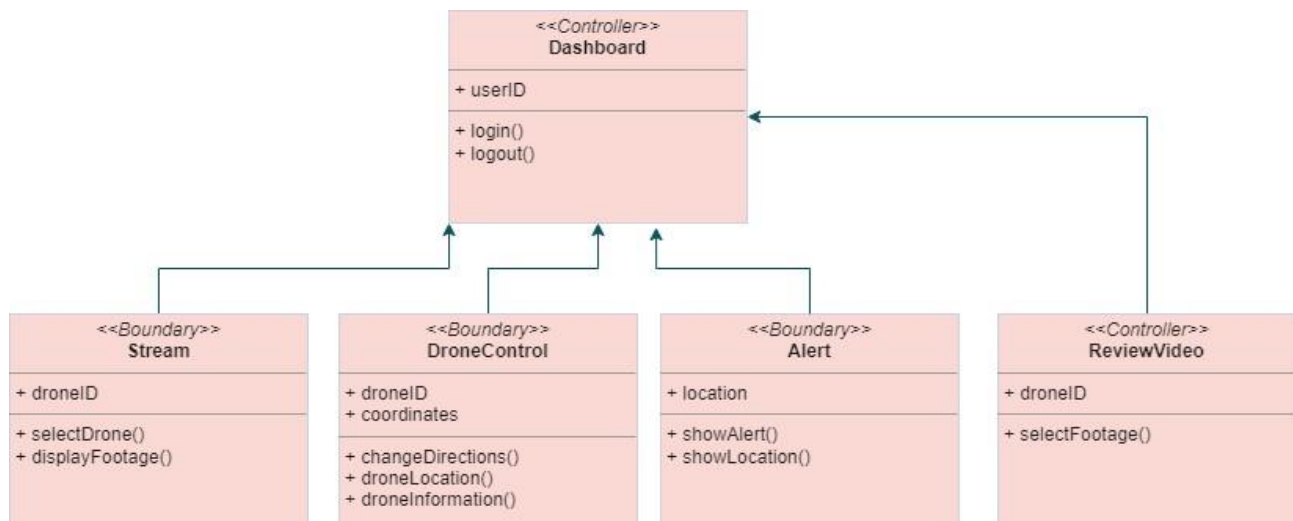 <<Controller>>
Dashboard
+ userID
+ login()
+ logout()
<<Boundary>>
Stream
+ droneID
+ selectDrone()
+ displayFootage()
<<Boundary>>
DroneControl
+ droneID
+ coordinates
+ changeDirections()
+ droneLocation()
+ droneInformation()
<<Boundary>>
Alert
+ location
+ showAlert()
+ showLocation()
<<Controller>>
ReviewVideo
+ droneID
+ selectFootage()